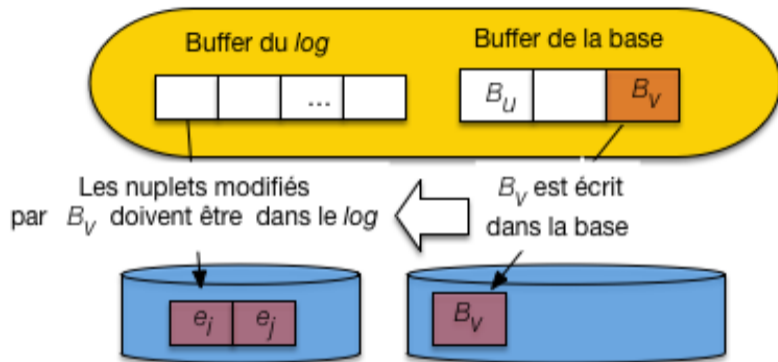 Buffer du log
Buffer de la base
...
Bu
Bv
Les nuplets modifiés
par Bv doivent être dans le log
Bv est écrit
dans la base
ei ej
Bv